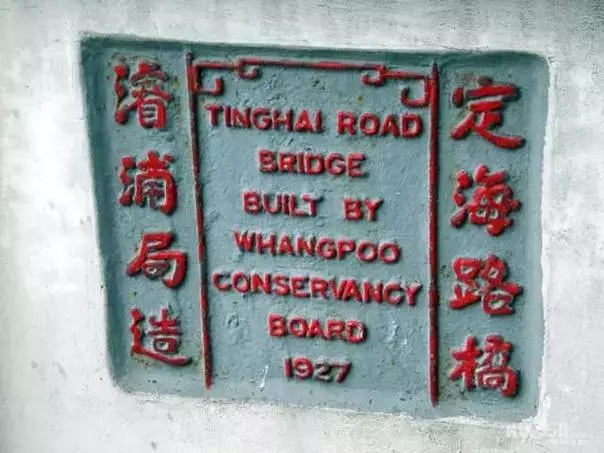 定海路橋
TINGHAI ROAD
BRIDGE
BUILT BY
WHANGPOO
CONSERVANCY
BOARD
1927
濬浦局造